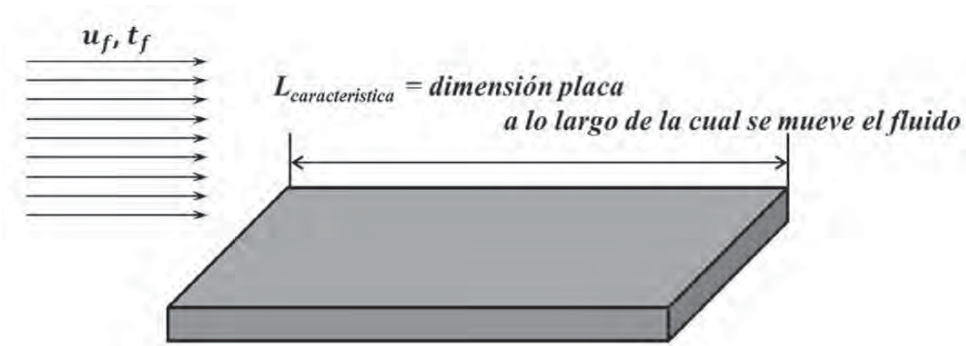 u_f, t_f
L_caracteristica = dimensión placa
a lo largo de la cual se mueve el fluido